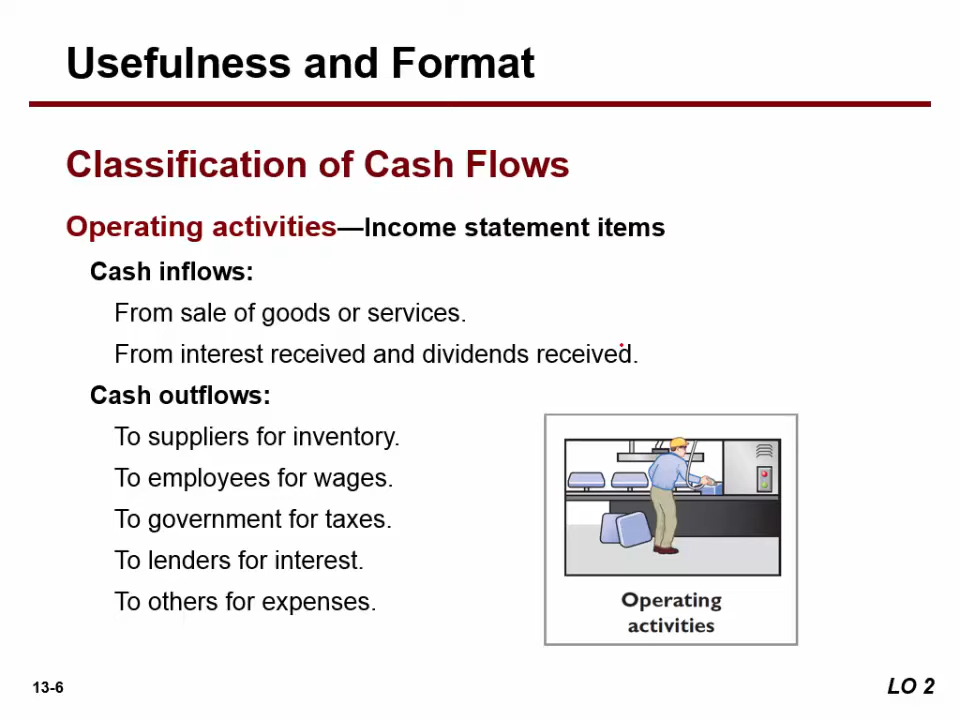 Usefulness and Format
Classification of Cash Flows
Operating activities—Income statement items
Cash inflows:
From sale of goods or services.
From interest received and dividends received.
Cash outflows:
To suppliers for inventory.
To employees for wages.
To government for taxes.
To lenders for interest.
To others for expenses.
Operating
activities
13-6
LO 2